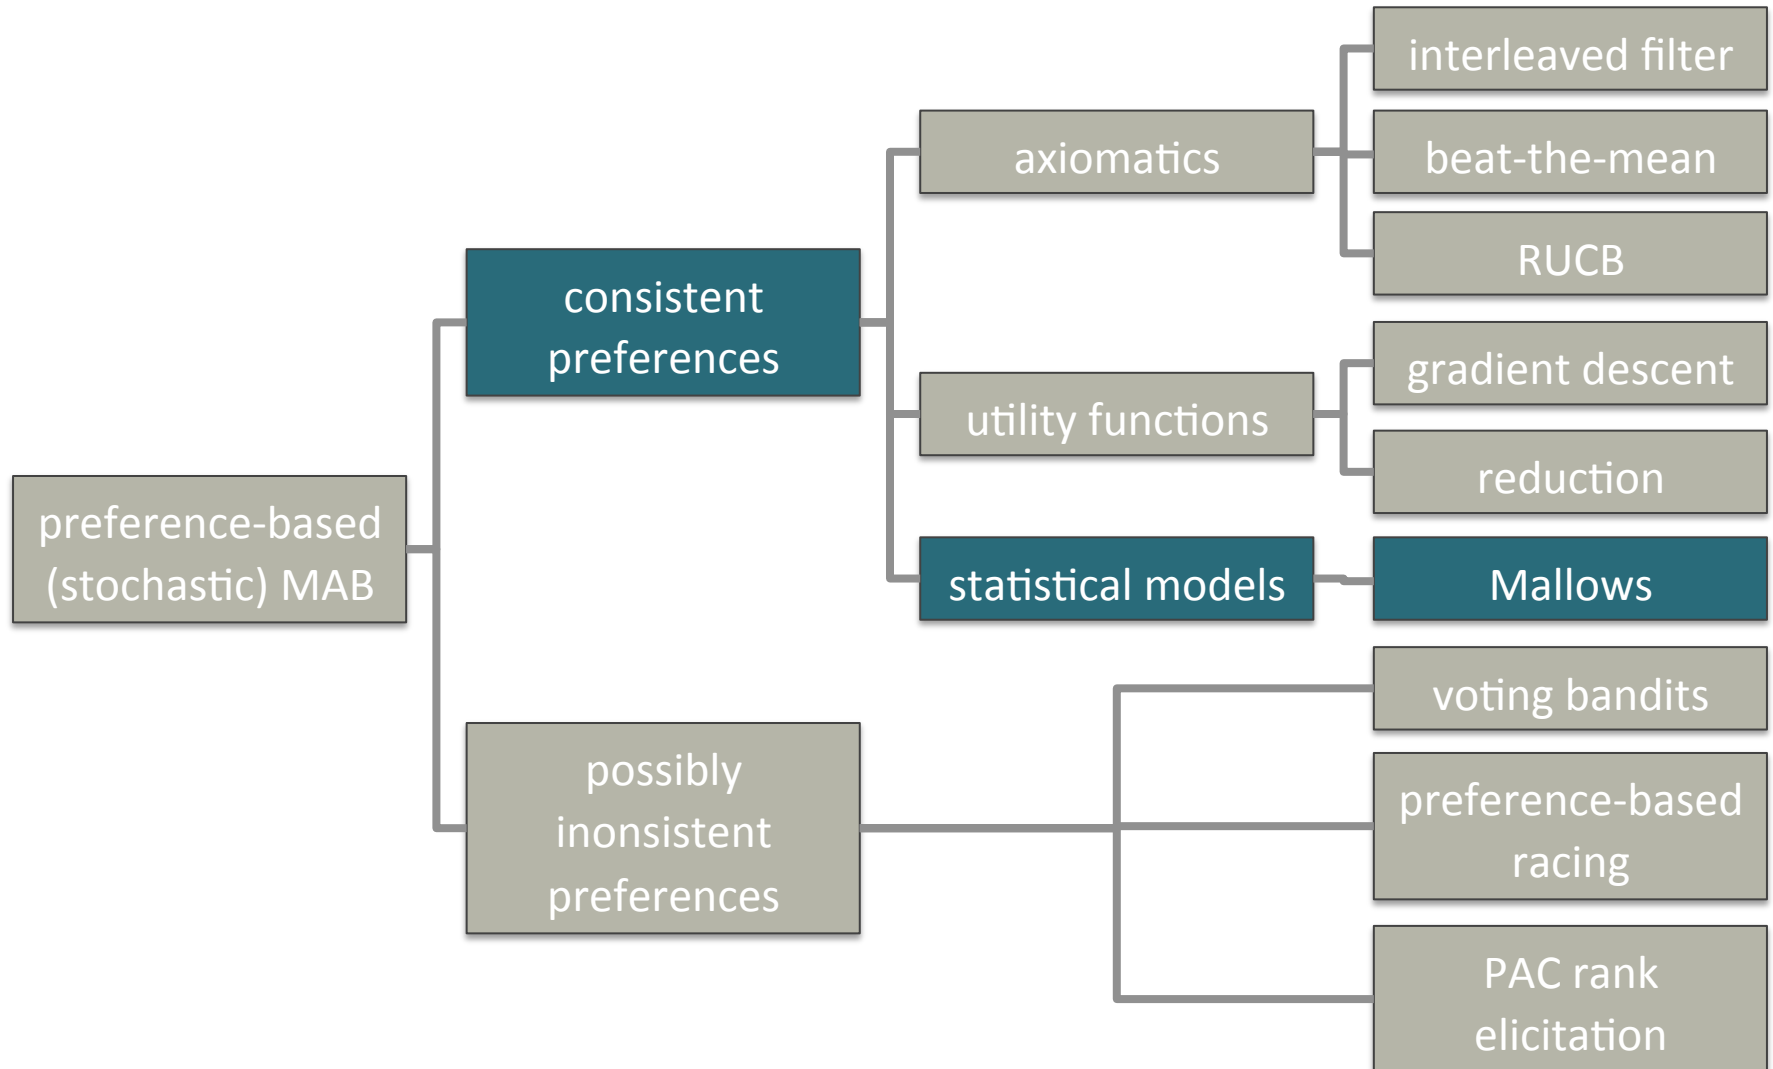 preference-based
(stochastic) MAB
consistent
preferences
axiomatics
interleaved filter
beat-the-mean
RUCB
utility functions
gradient descent
reduction
statistical models
Mallows
possibly
inonsistent
preferences
voting bandits
preference-based
racing
PAC rank
elicitation